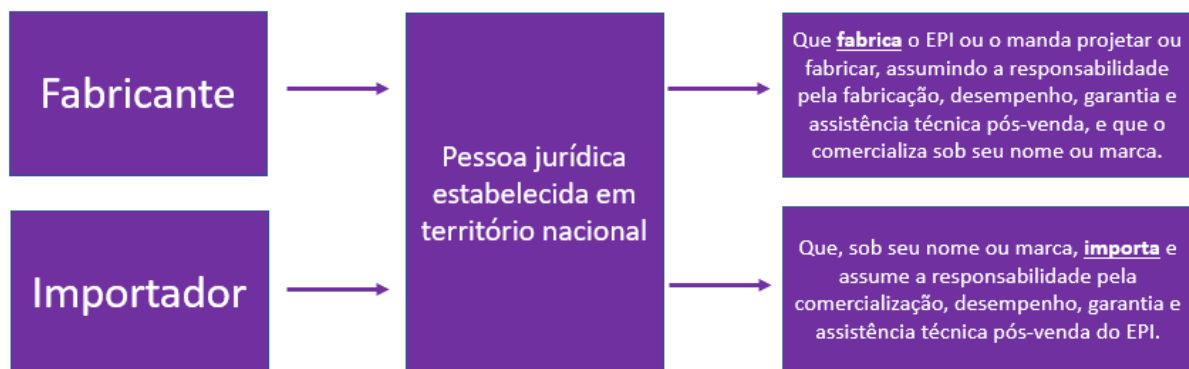 Fabricante
Importador
Pessoa jurídica
estabelecida em
território nacional
Que fabrica o EPI ou o manda projetar ou
fabricar, assumindo a responsabilidade
pela fabricação, desempenho, garantia e
assistência técnica pós-venda, e que o
comercializa sob seu nome ou marca.
Que, sob seu nome ou marca, importa e
assume a responsabilidade pela
comercialização, desempenho, garantia e
assistência técnica pós-venda do EPI.